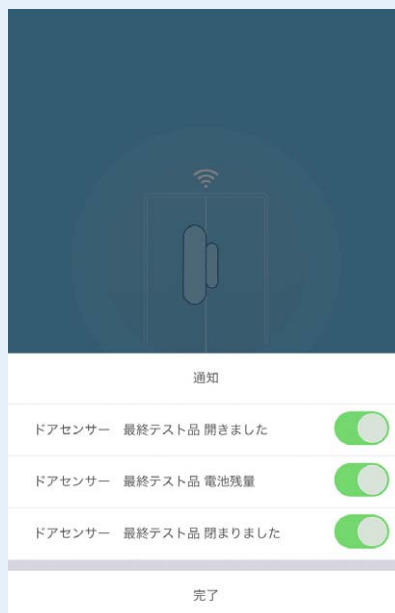 通知
ドアセンサー　最終テスト品 開きました
ドアセンサー　最終テスト品 電池残量
ドアセンサー　最終テスト品 閉まりました
完了